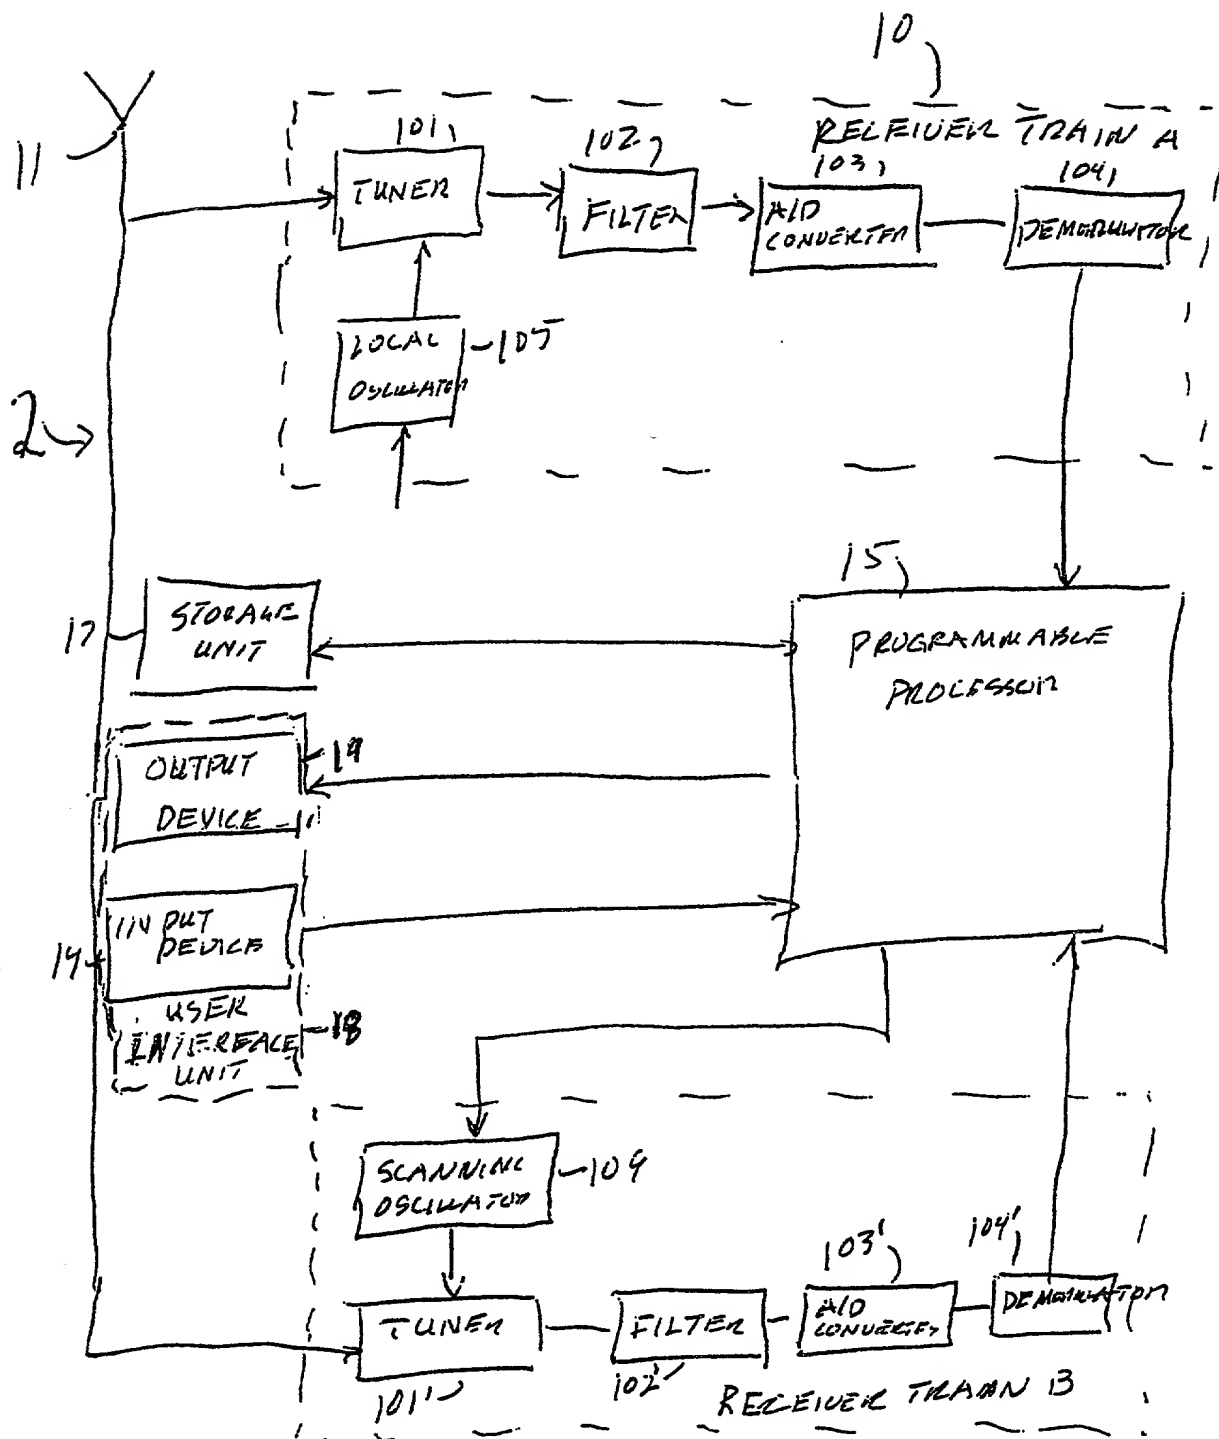 10
11
RECEIVER TRAIN A
101
102
103
104
TUNER
FILTER
A/D
CONVERTER
DEMODULATOR
LOCAL
OSCILLATOR
105
2
15
17
STORAGE
UNIT
PROGRAMMABLE
PROCESSOR
19
OUTPUT
DEVICE
INPUT
DEVICE
14
USER
INTERFACE
UNIT
18
SCANNING
OSCILLATOR
109
103'
104'
TUNER
FILTER
A/D
CONVERTER
DEMODULATOR
101'
102'
RECEIVER TRAIN B